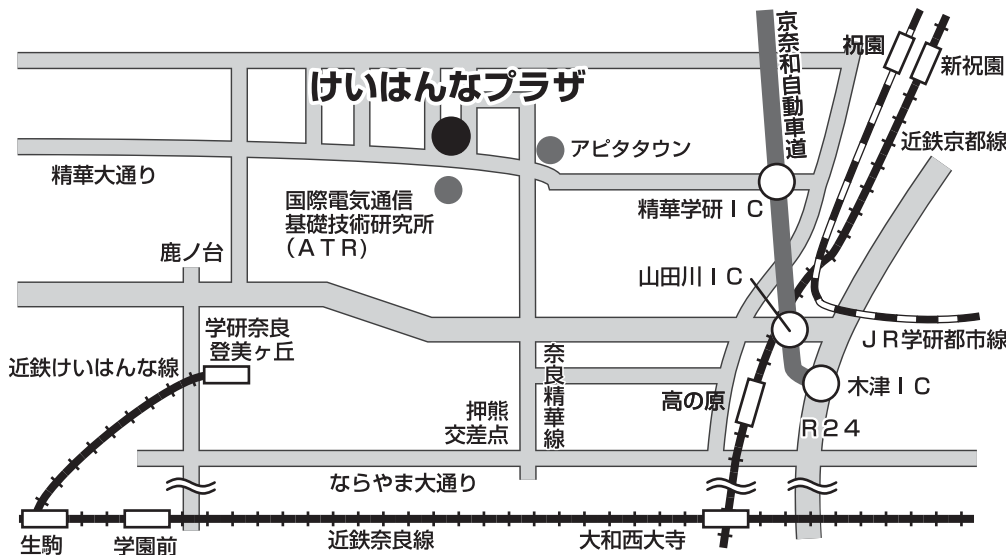 京奈和自動車道
祝園
新祝園
けいはんなプラザ
アピタタウン
近鉄京都線
精華大通り
国際電気通信
基礎技術研究所
(ATR)
精華学研IC
鹿ノ台
山田川IC
学研奈良
登美ヶ丘
JR学研都市線
近鉄けいはんな線
奈良精華線
高の原
木津IC
押熊
交差点
R24
ならやま大通り
生駒
学園前
近鉄奈良線
大和西大寺